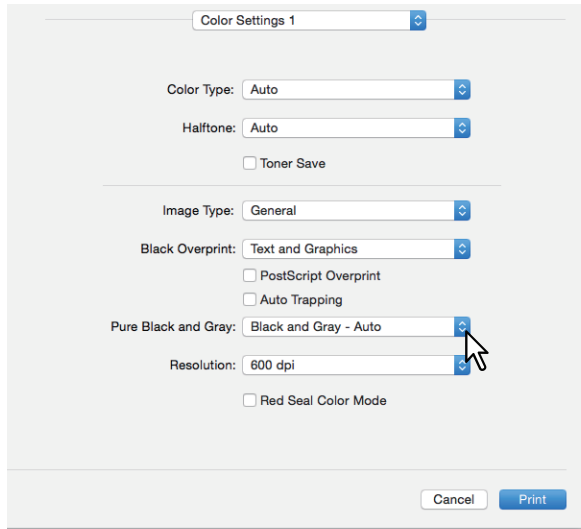 Color Settings 1
Color Type: Auto
Halftone: Auto
Toner Save
Image Type: General
Black Overprint: Text and Graphics
PostScript Overprint
Auto Trapping
Pure Black and Gray: Black and Gray - Auto
Resolution: 600 dpi
Red Seal Color Mode
Cancel Print